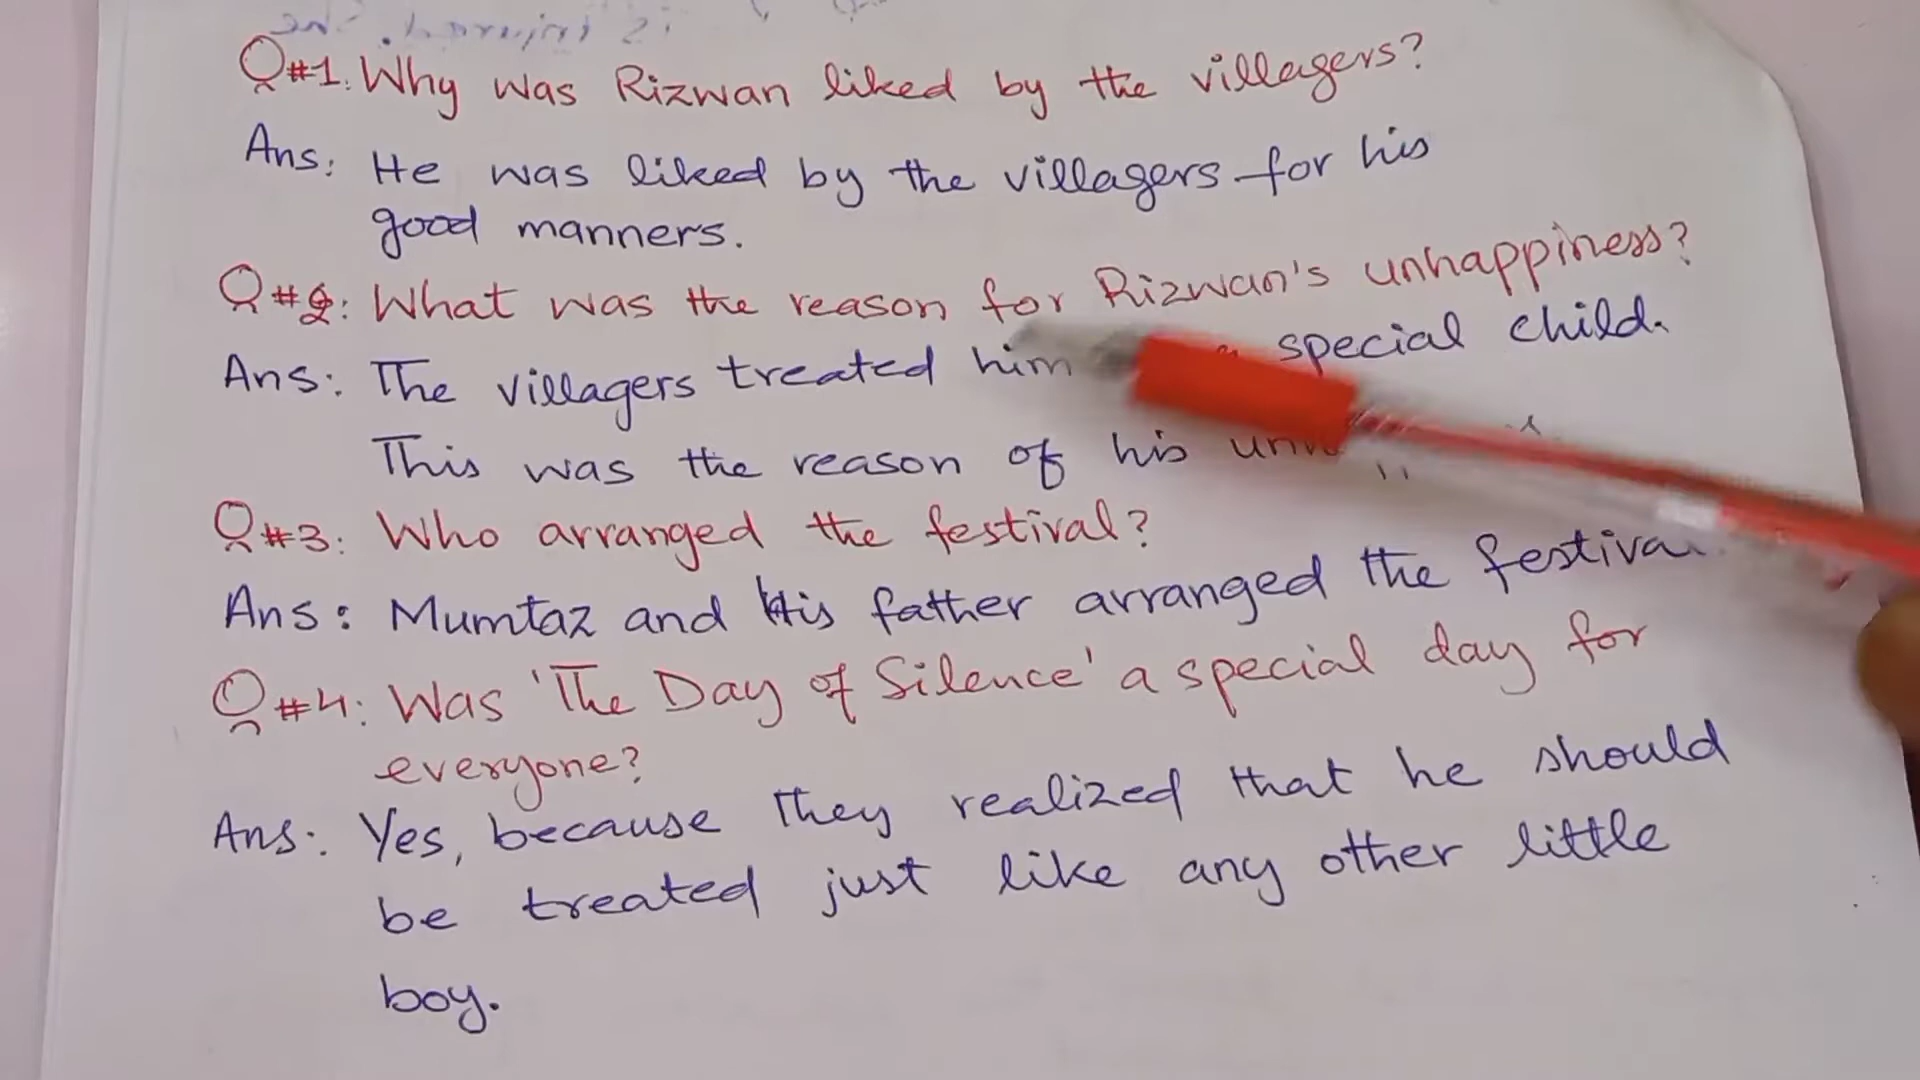 Q#1. Why was Rizwan liked by the villagers?
Ans: He was liked by the villagers for his
good manners.
Q#2: What was the reason for Rizwan's unhappiness?
Ans: The villagers treated him a special child.
This was the reason of his
Q#3: Who arranged the festival?
Ans: Mumtaz and His father arranged the festival
Q#4: Was 'The Day of Silence' a special day for
everyone?
Ans: Yes, because they realized that he should
be treated just like any other little
boy.